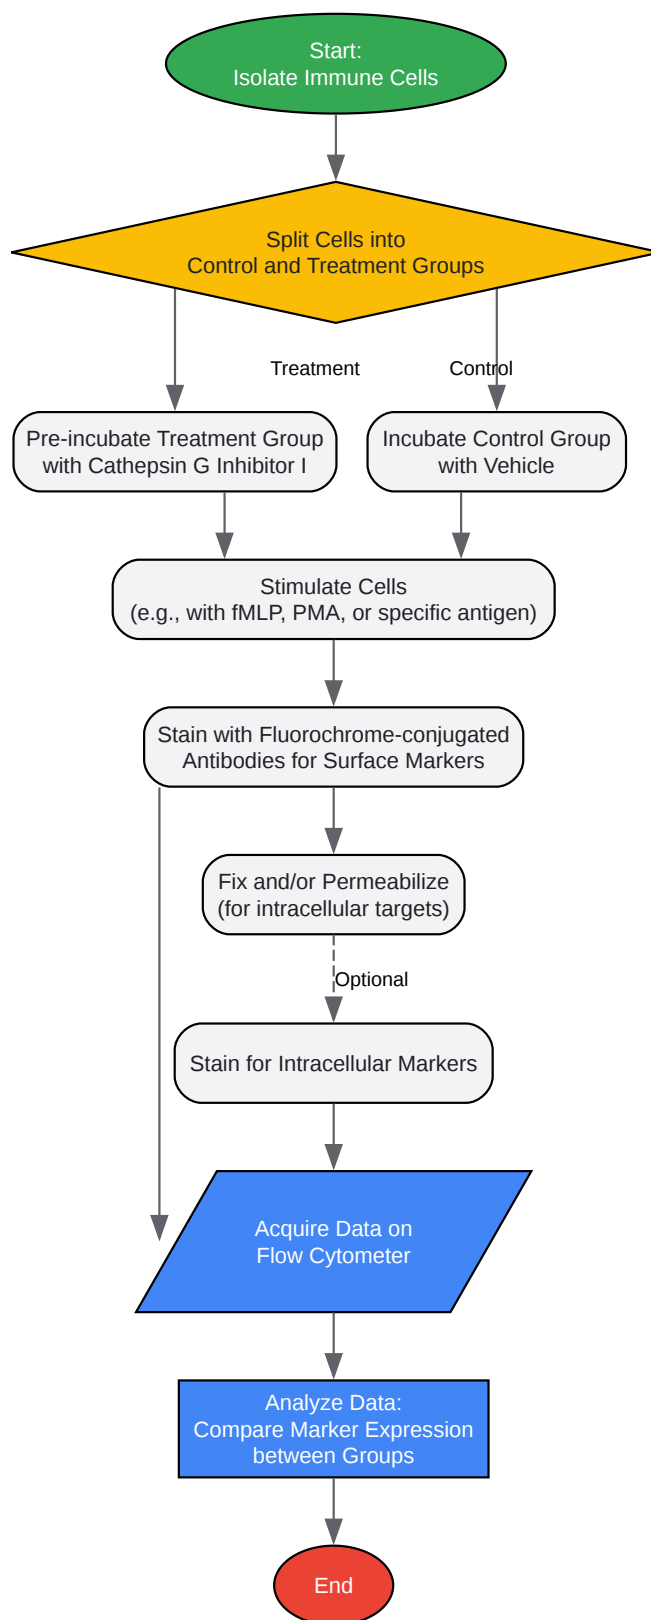 Start:
Isolate Immune Cells
Split Cells into
Control and Treatment Groups
Treatment
Control
Pre-incubate Treatment Group
with Cathepsin G Inhibitor I
Incubate Control Group
with Vehicle
Stimulate Cells
(e.g., with fMLP, PMA, or specific antigen)
Stain with Fluorochrome-conjugated
Antibodies for Surface Markers
Fix and/or Permeabilize
(for intracellular targets)
Optional
Stain for Intracellular Markers
Acquire Data on
Flow Cytometer
Analyze Data:
Compare Marker Expression
between Groups
End